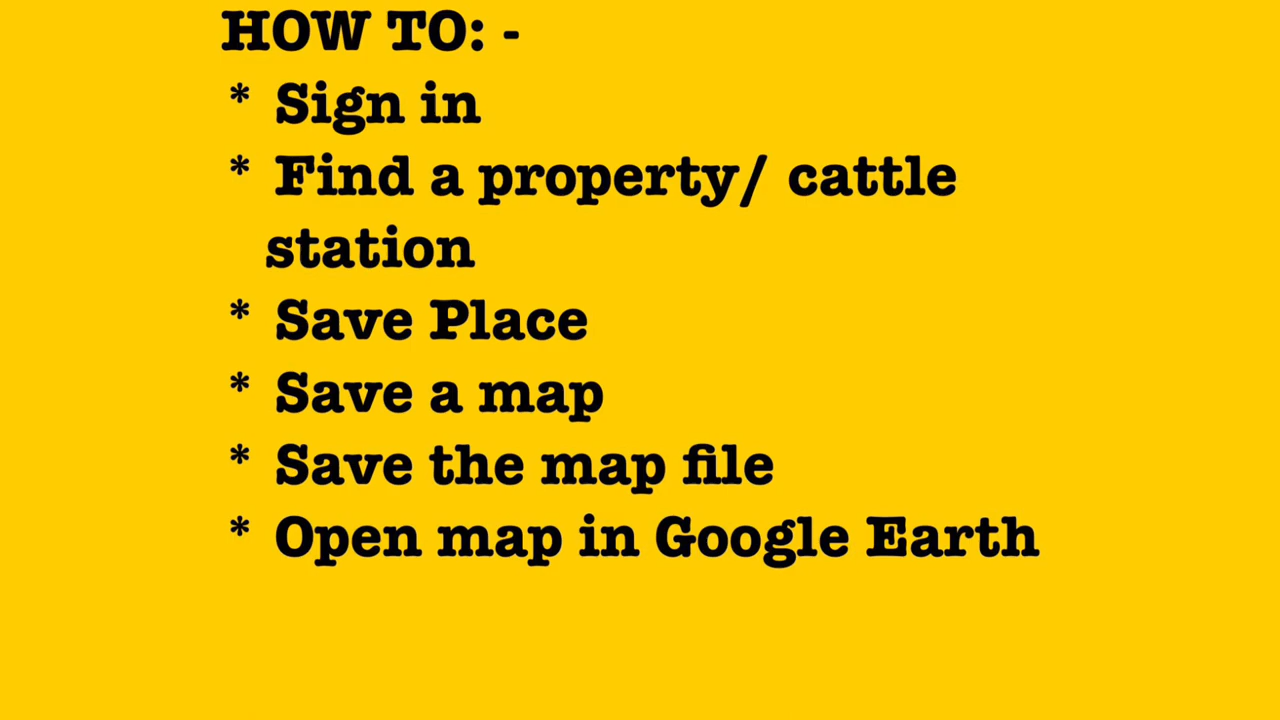 HOW TO: -
* Sign in
* Find a property/ cattle
station
* Save Place
* Save a map
* Save the map file
* Open map in Google Earth